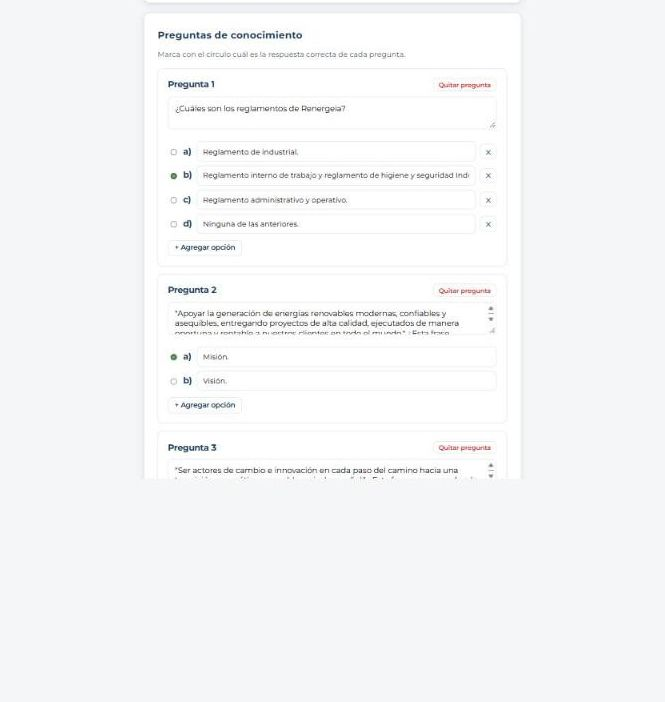 Preguntas de conocimiento
Marca con el círculo cuál es la respuesta correcta de cada pregunta.
Pregunta 1
Quitar pregunta
¿Cuáles son los reglamentos de Renergeia?
a) Reglamento de industrial. x
b) Reglamento interno de trabajo y reglamento de higiene y seguridad Ind x
c) Reglamento administrativo y operativo. x
d) Ninguna de las anteriores. x
+ Agregar opción
Pregunta 2
Quitar pregunta
"Apoyar la generación de energías renovables modernas, confiables y
asequibles, entregando proyectos de alta calidad, ejecutados de manera
oportuna y rentable a nuestros clientes en todo el mundo." ¿Esta frase
a) Misión.
b) Visión.
+ Agregar opción
Pregunta 3
Quitar pregunta
"Ser actores de cambio e innovación en cada paso del camino hacia una